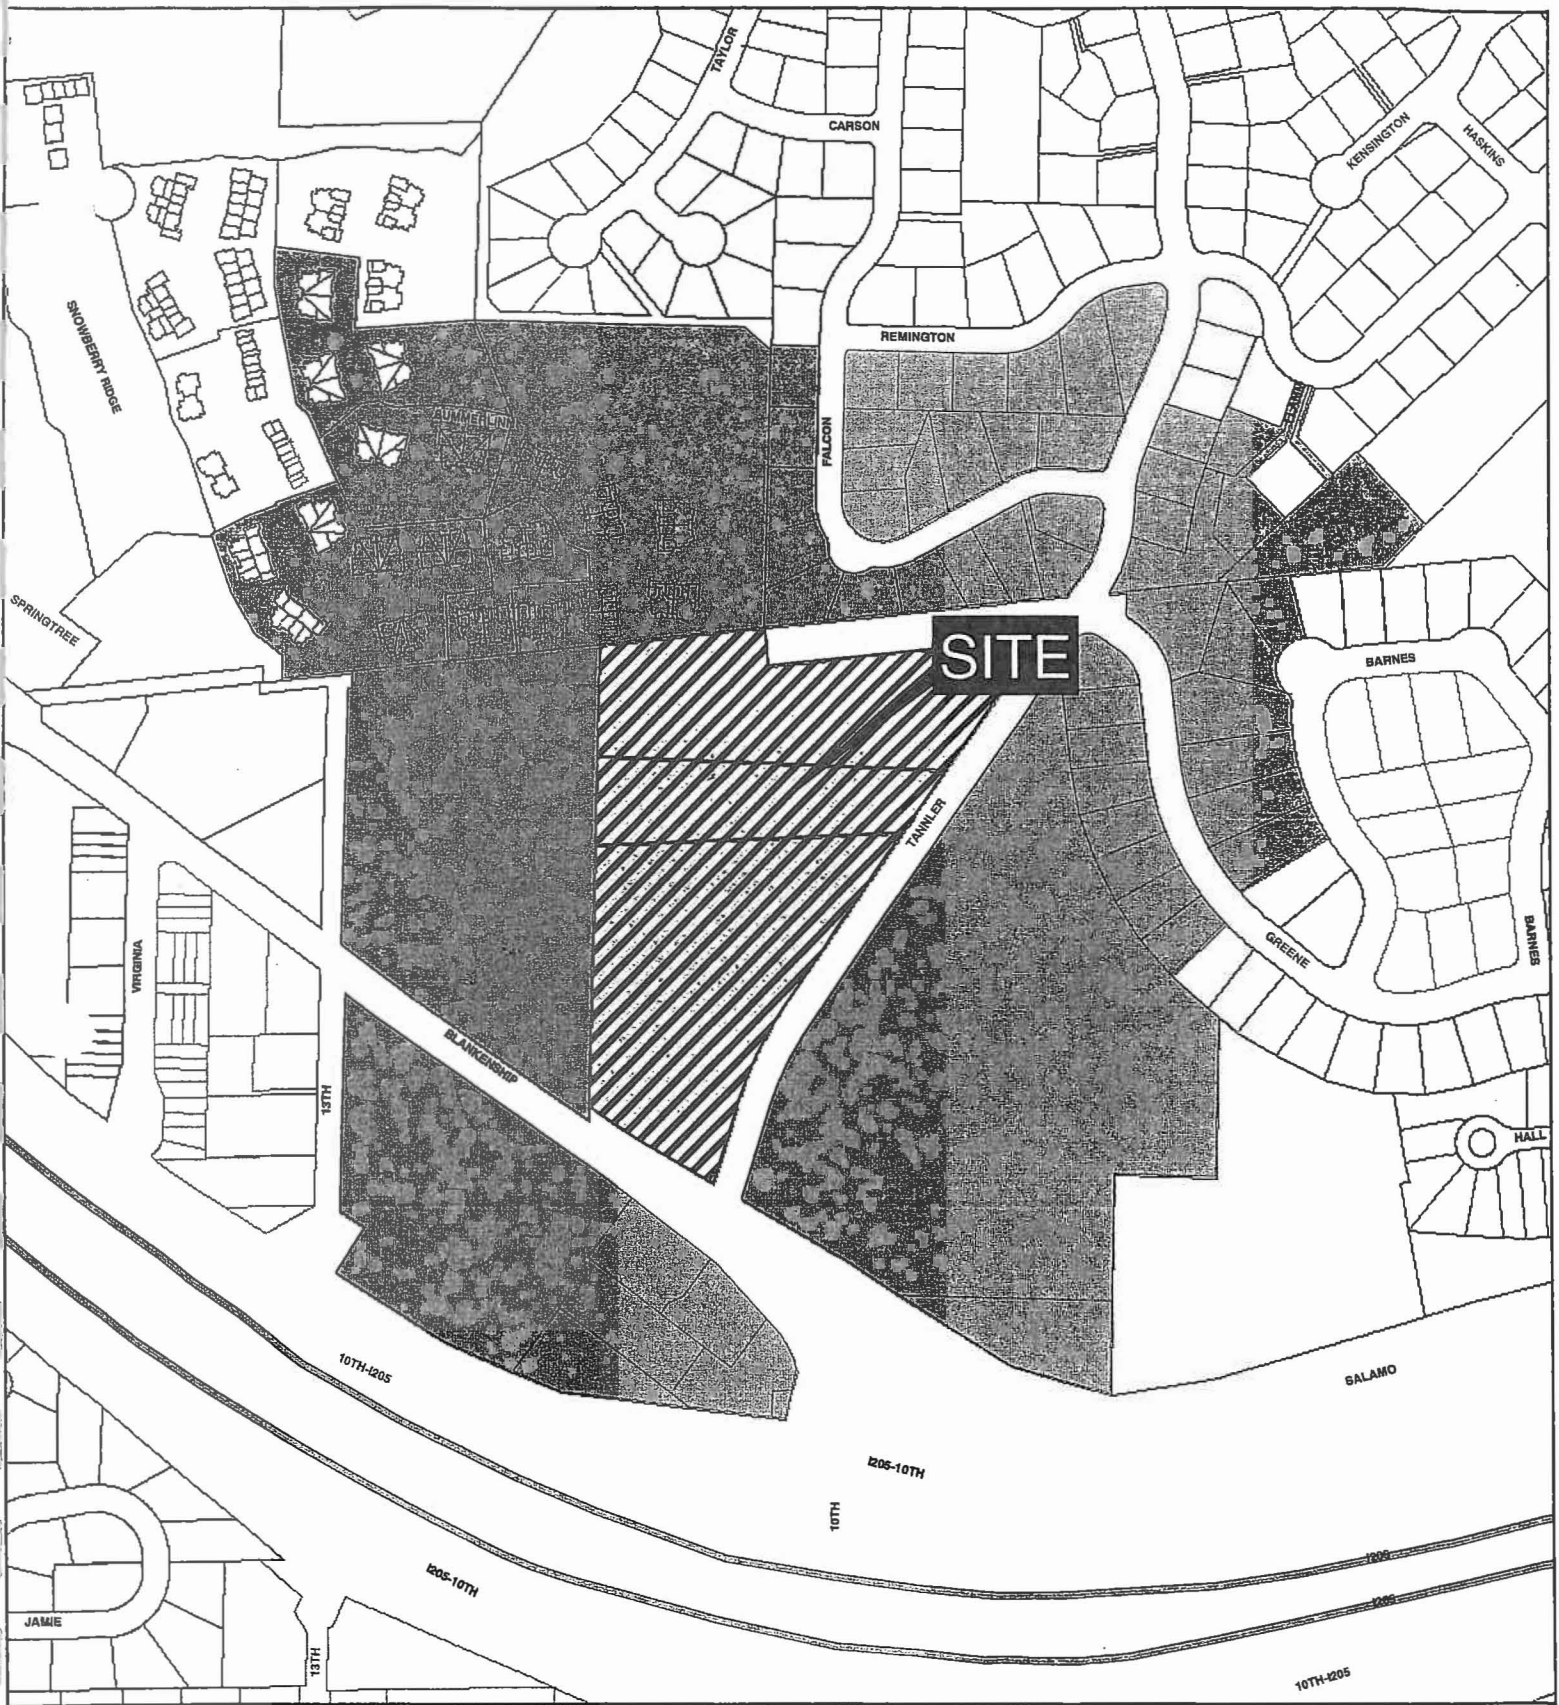 TAYLOR
CARSON
KENSINGTON
HASKINS
SNOWBERRY RIDGE
REMINGTON
SUMMERLINN
FALCON
SPRINGTREE
SITE
BARNES
TANNLER
VIRGINIA
BARNES
GREENE
BLANKENSHIP
13TH
HALL
10TH-I205
SALAMO
I205-10TH
10TH
I205
I205-10TH
I205
JAMIE
13TH
10TH-I205